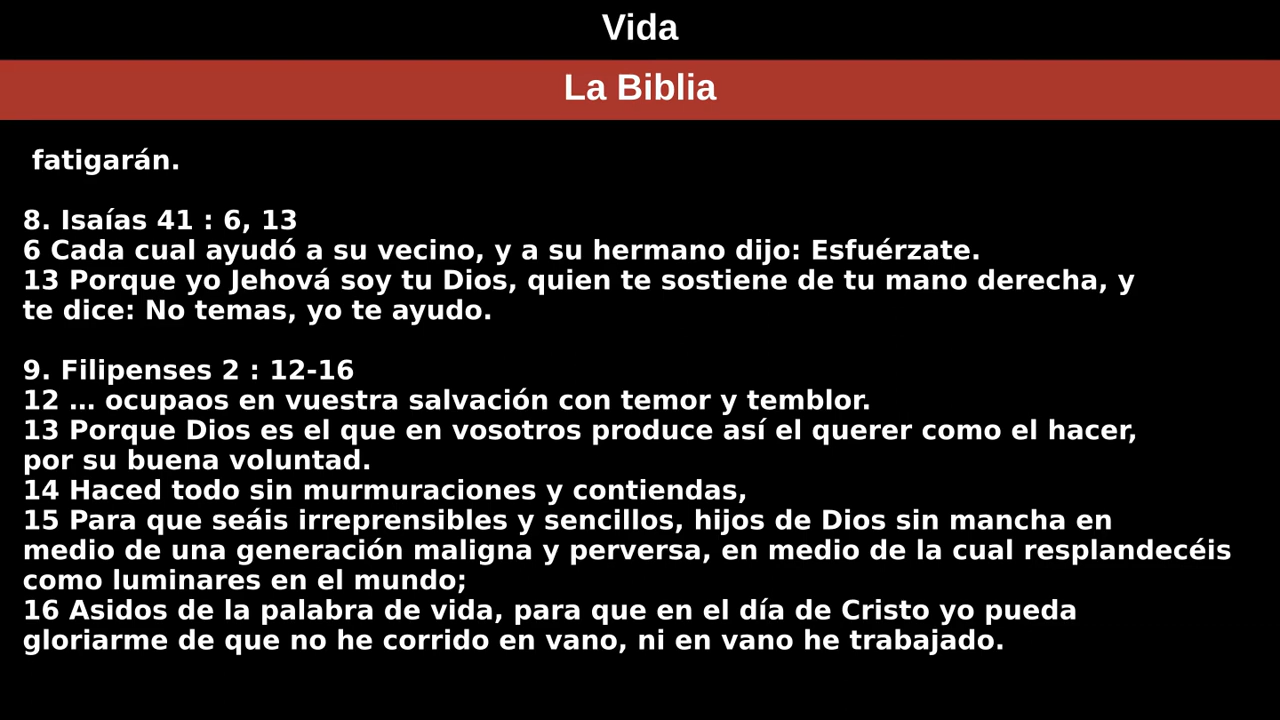 Vida
La Biblia
fatigarán.
8. Isaías 41 : 6, 13
6 Cada cual ayudó a su vecino, y a su hermano dijo: Esfuérzate.
13 Porque yo Jehová soy tu Dios, quien te sostiene de tu mano derecha, y
te dice: No temas, yo te ayudo.
9. Filipenses 2 : 12-16
12 … ocupaos en vuestra salvación con temor y temblor.
13 Porque Dios es el que en vosotros produce así el querer como el hacer,
por su buena voluntad.
14 Haced todo sin murmuraciones y contiendas,
15 Para que seáis irreprensibles y sencillos, hijos de Dios sin mancha en
medio de una generación maligna y perversa, en medio de la cual resplandecéis
como luminares en el mundo;
16 Asidos de la palabra de vida, para que en el día de Cristo yo pueda
gloriarme de que no he corrido en vano, ni en vano he trabajado.